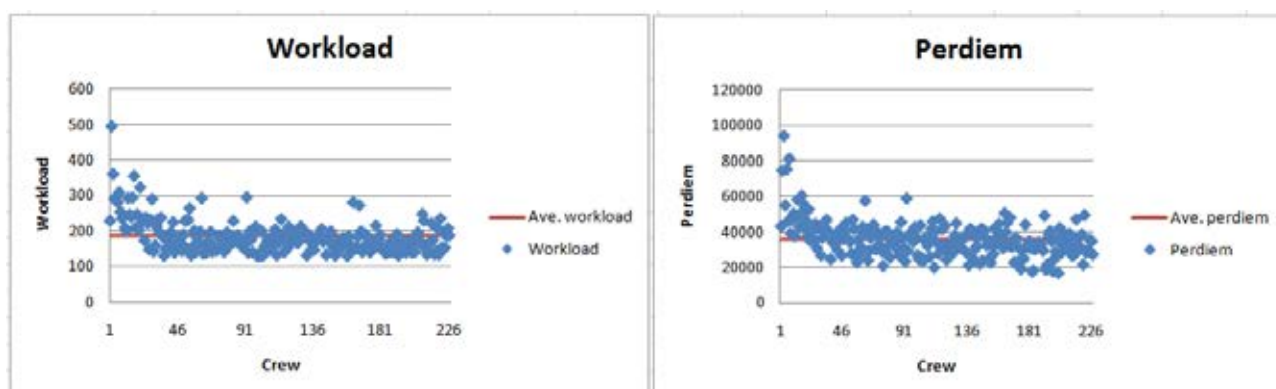 Workload
600
500
400
300
200
100
0
Workload
1 46 91 136 181 226
Crew
Ave. workload
Workload
Perdiem
120000
100000
80000
60000
40000
20000
0
Perdiem
1 46 91 136 181 226
Crew
Ave. perdiem
Perdiem